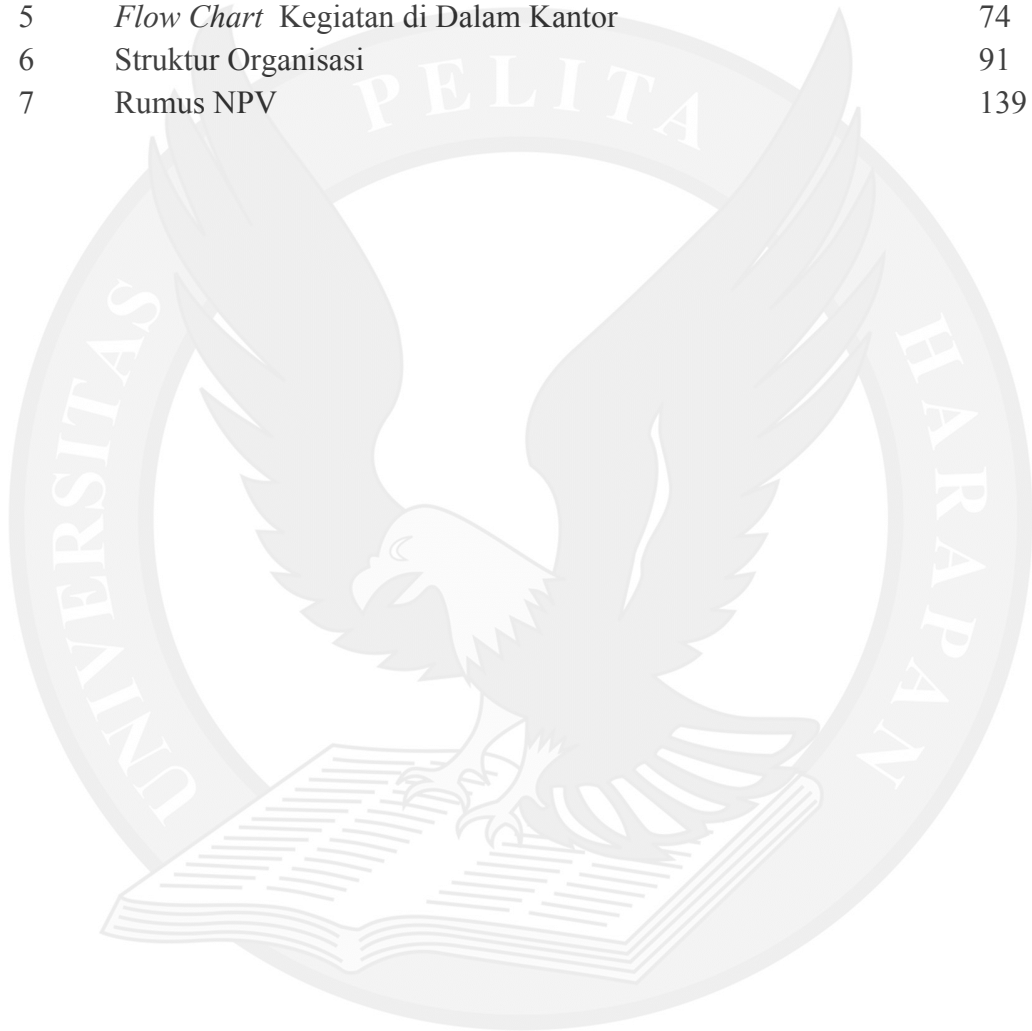 5 Flow Chart Kegiatan di Dalam Kantor 74
6 Struktur Organisasi 91
7 Rumus NPV 139
UNIVERSITAS PELITA HARAPAN